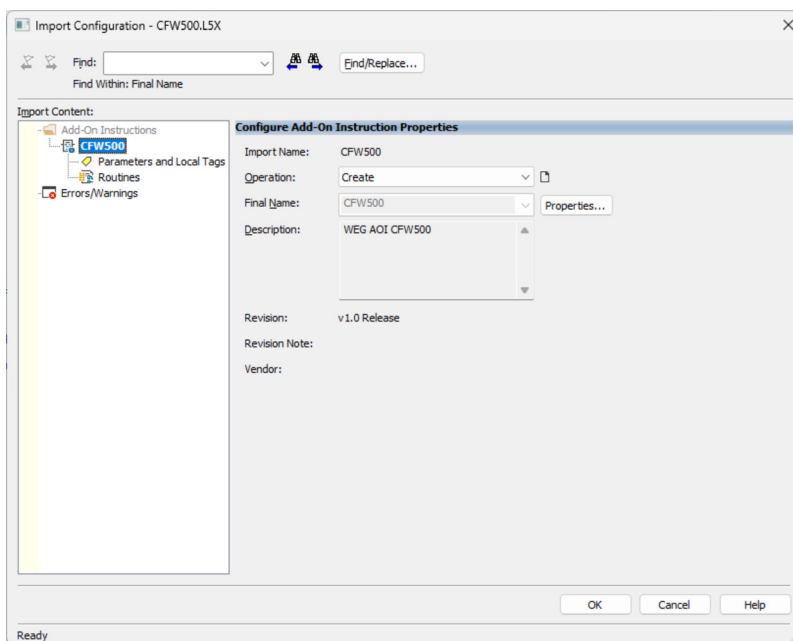 Import Configuration - CFW500.L5X
Find:
Find/Replace...
Find Within: Final Name
Import Content:
Add-On Instructions
CFW500
Parameters and Local Tags
Routines
Errors/Warnings
Configure Add-On Instruction Properties
Import Name: CFW500
Operation: Create
Final Name: CFW500 Properties...
Description: WEG AOI CFW500
Revision: v1.0 Release
Revision Note:
Vendor:
OK Cancel Help
Ready